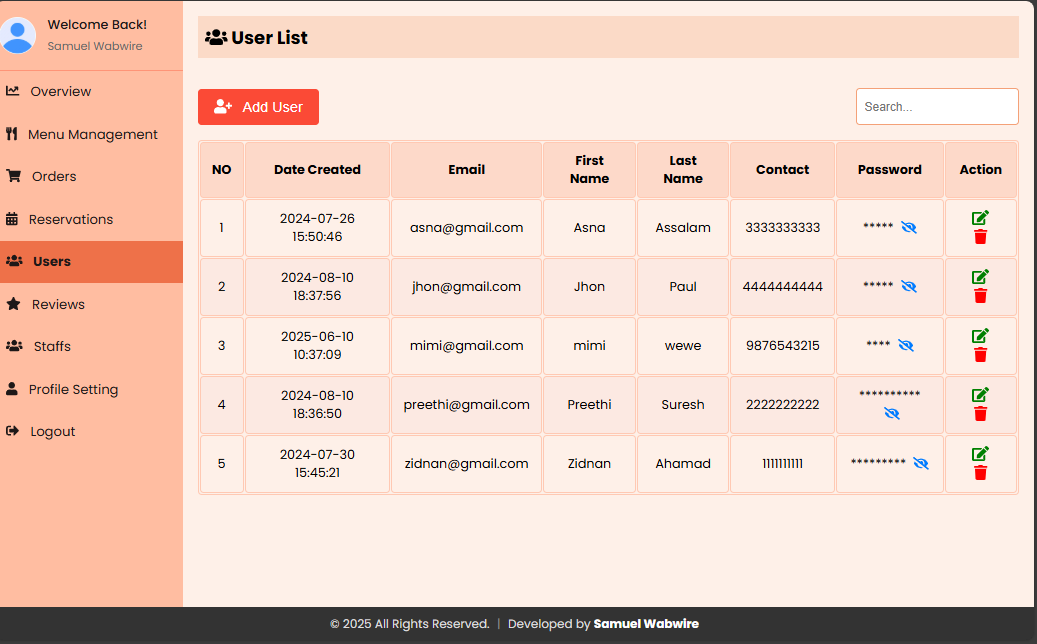 Welcome Back!
Samuel Wabwire
Overview
Menu Management
Orders
Reservations
Users
Reviews
Staffs
Profile Setting
Logout
User List
Add User
Search...
NO Date Created Email First Name Last Name Contact Password Action
1 2024-07-26 15:50:46 asna@gmail.com Asna Assalam 3333333333 *****
2 2024-08-10 18:37:56 jhon@gmail.com Jhon Paul 4444444444 *****
3 2025-06-10 10:37:09 mimi@gmail.com mimi wewe 9876543215 ****
4 2024-08-10 18:36:50 preethi@gmail.com Preethi Suresh 2222222222 **********
5 2024-07-30 15:45:21 zidnan@gmail.com Zidnan Ahamad 1111111111 *********
© 2025 All Rights Reserved. | Developed by Samuel Wabwire